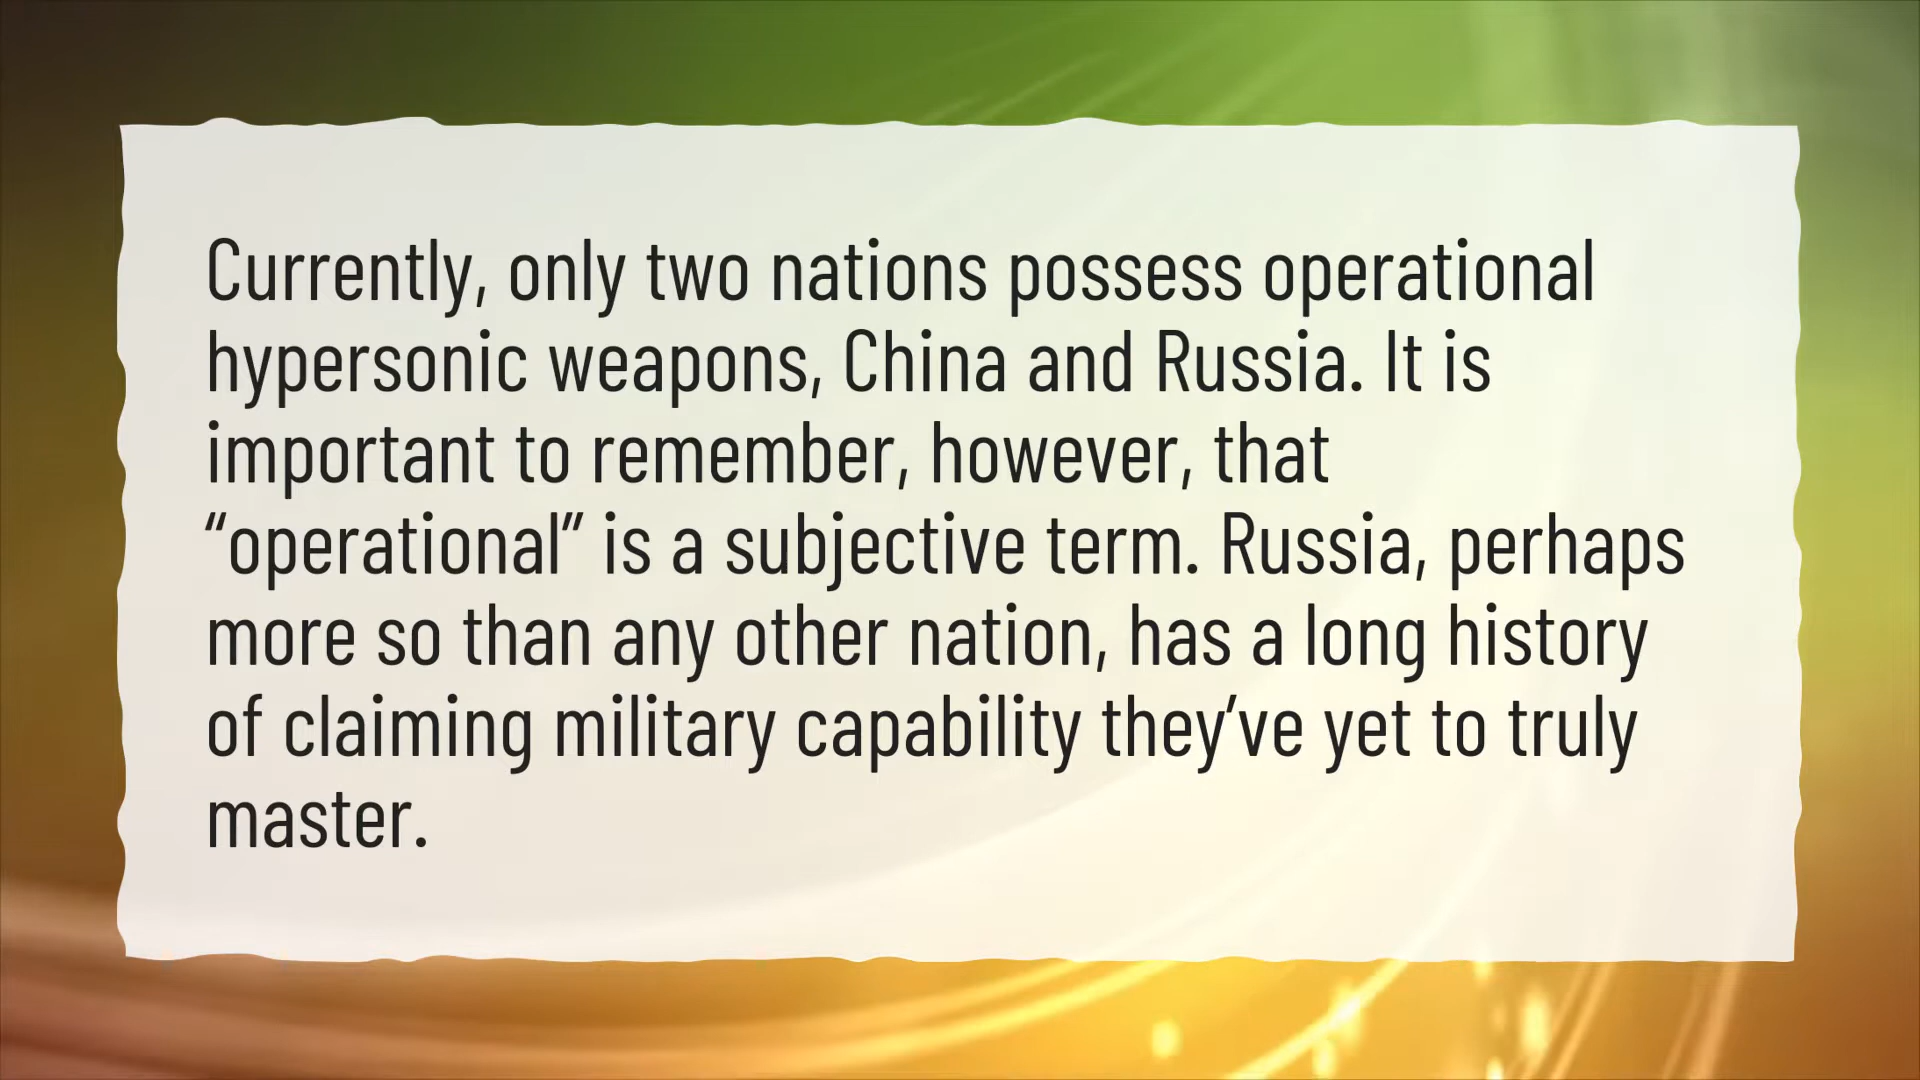 Currently, only two nations possess operational
hypersonic weapons, China and Russia. It is
important to remember, however, that
“operational” is a subjective term. Russia, perhaps
more so than any other nation, has a long history
of claiming military capability they’ve yet to truly
master.